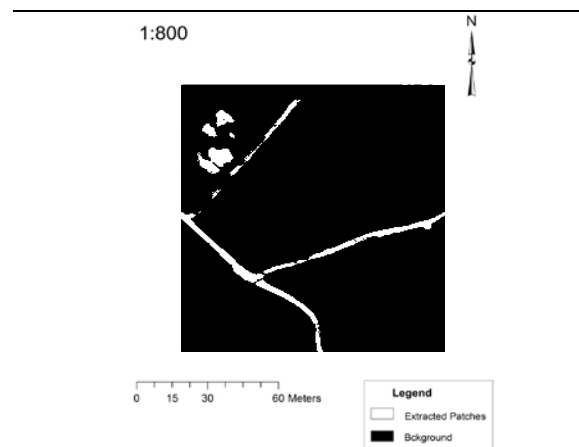 1:800
N
0 15 30 60 Meters
Legend
Extracted Patches
Bckground